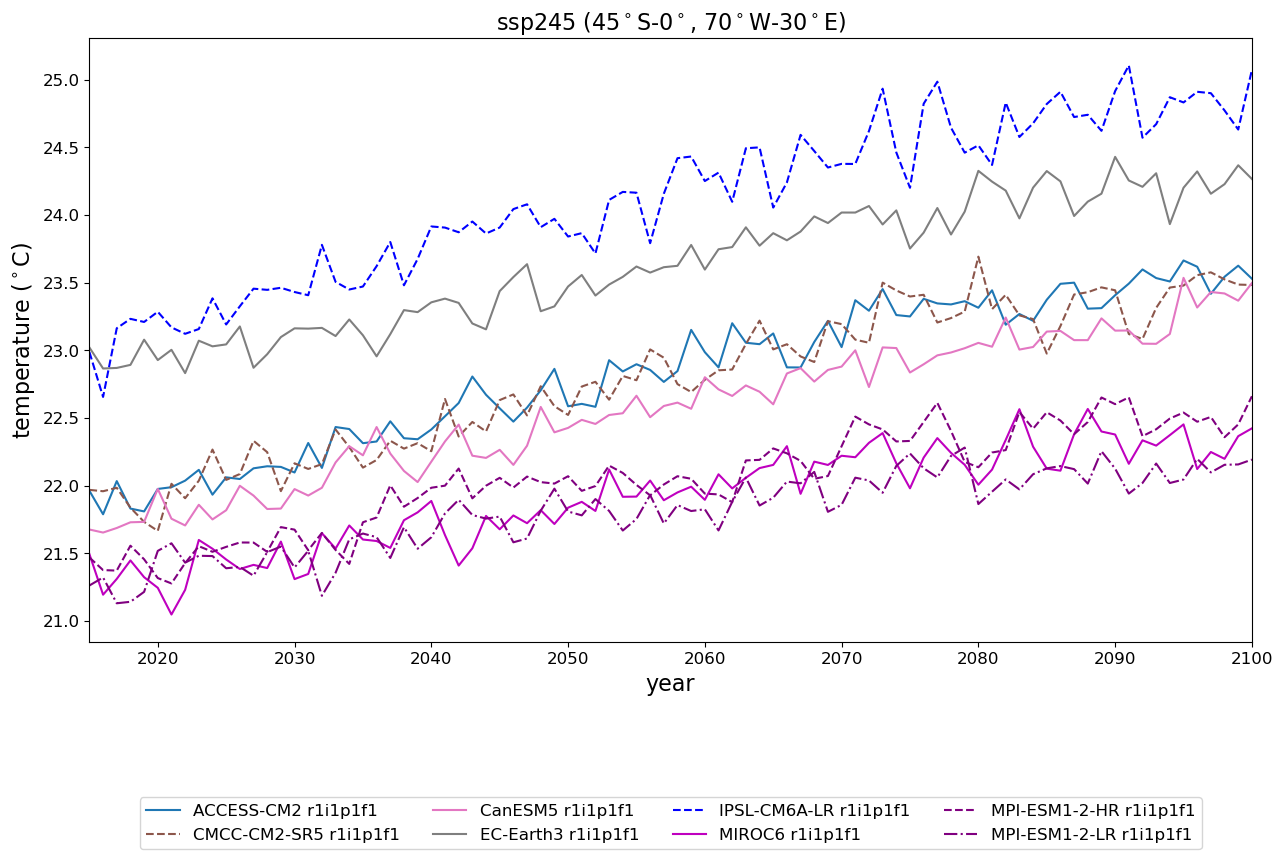 ssp245 (45°S-0°, 70°W-30°E)
25.0
24.5
24.0
23.5
23.0
22.5
22.0
21.5
21.0
temperature (°C)
2020 2030 2040 2050 2060 2070 2080 2090 2100
year
ACCESS-CM2 r1i1p1f1 CanESM5 r1i1p1f1 IPSL-CM6A-LR r1i1p1f1 MPI-ESM1-2-HR r1i1p1f1
CMCC-CM2-SR5 r1i1p1f1 EC-Earth3 r1i1p1f1 MIROC6 r1i1p1f1 MPI-ESM1-2-LR r1i1p1f1